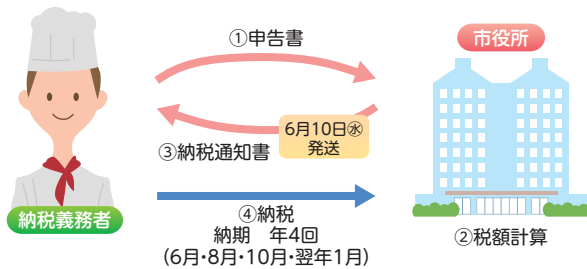 ①申告書
市役所
6月10日㊌
発送
③納税通知書
納税義務者
④納税
納期　年4回
(6月・8月・10月・翌年1月)
②税額計算